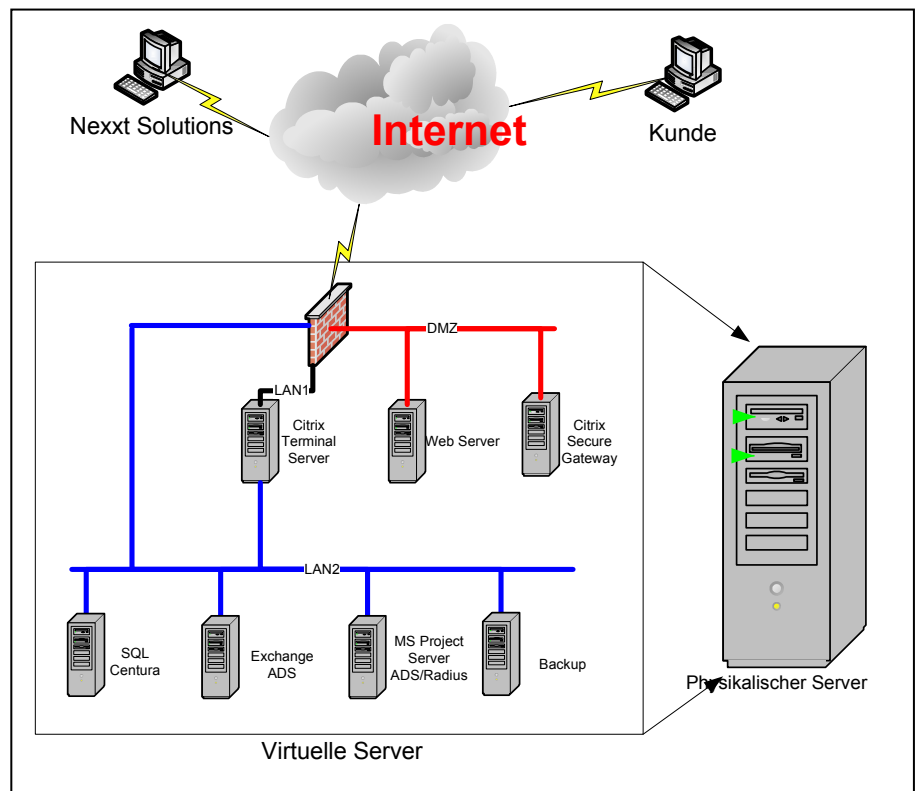 Internet
Nexxt Solutions
Kunde
DMZ
LAN1
Citrix
Terminal
Server
Web Server
Citrix
Secure
Gateway
LAN2
SQL
Centura
Exchange
ADS
MS Project
Server
ADS/Radius
Backup
Physikalischer Server
Virtuelle Server